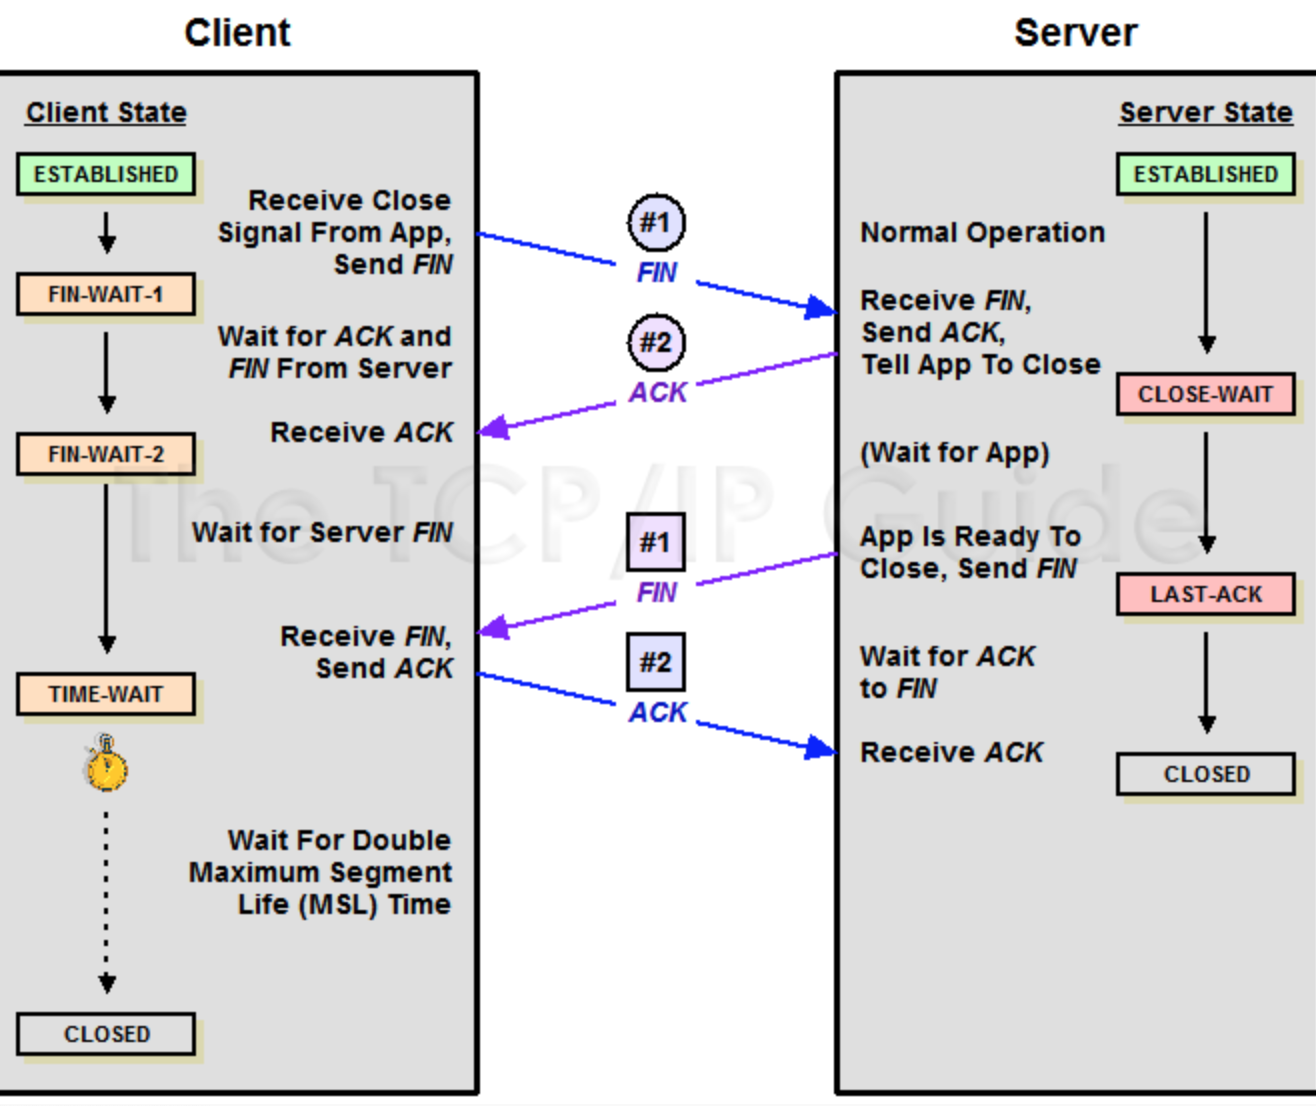 Client
Server
Client State
ESTABLISHED
Receive Close
Signal From App,
Send FIN
FIN-WAIT-1
Wait for ACK and
FIN From Server
Receive ACK
FIN-WAIT-2
Wait for Server FIN
Receive FIN,
Send ACK
TIME-WAIT
Wait For Double
Maximum Segment
Life (MSL) Time
CLOSED
#1
FIN
#2
ACK
#1
FIN
#2
ACK
Server State
ESTABLISHED
Normal Operation
Receive FIN,
Send ACK,
Tell App To Close
CLOSE-WAIT
(Wait for App)
App Is Ready To
Close, Send FIN
LAST-ACK
Wait for ACK
to FIN
Receive ACK
CLOSED
The TCP/IP Guide